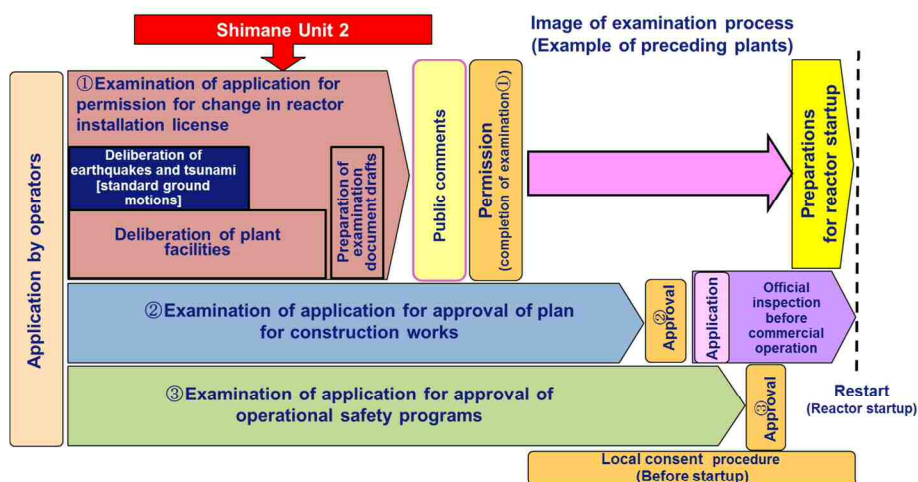 Shimane Unit 2
Image of examination process
(Example of preceding plants)
Application by operators
①Examination of application for
permission for change in reactor
installation license
Deliberation of
earthquakes and tsunami
[standard ground
motions]
Deliberation of plant
facilities
Preparation of
examination
document drafts
Public comments
Permission
(completion of examination①)
Preparations
for reactor startup
②Examination of application for approval of plan
for construction works
②
Approval
Application
Official
inspection
before
commercial
operation
③Examination of application for approval of
operational safety programs
③
Approval
Restart
(Reactor startup)
Local consent procedure
(Before startup)